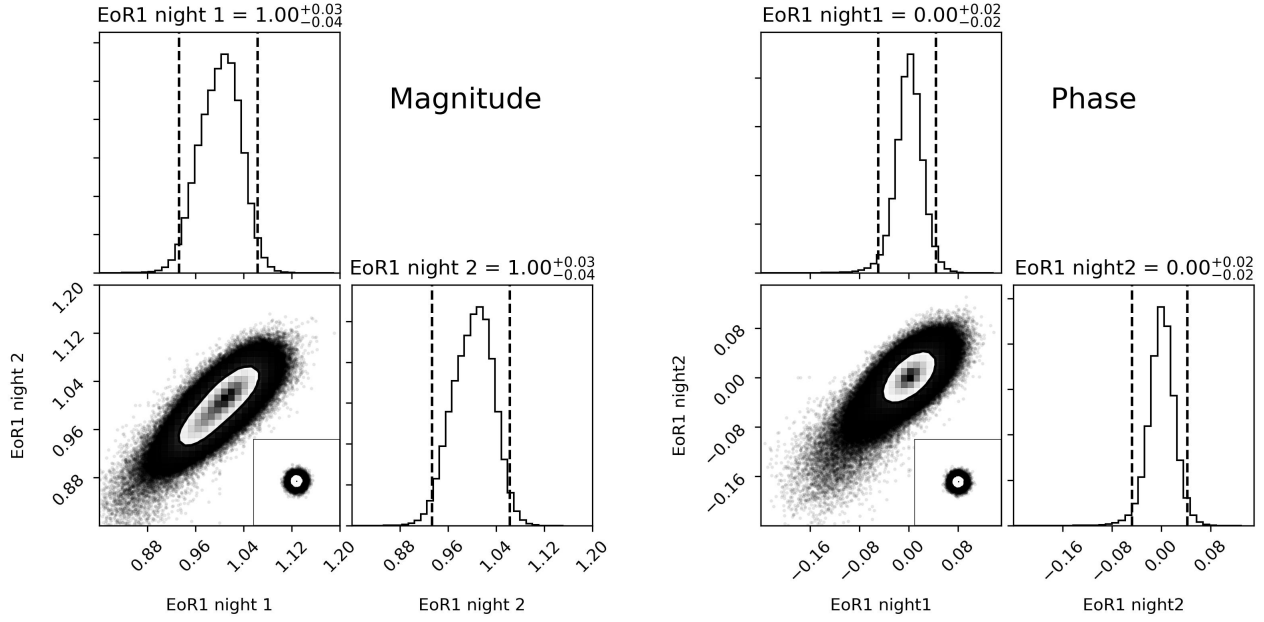 EoR1 night 1 = 1.00+0.03−0.04
EoR1 night1 = 0.00+0.02−0.02
Magnitude
Phase
EoR1 night 2 = 1.00+0.03−0.04
EoR1 night2 = 0.00+0.02−0.02
1.20
1.12
1.04
0.96
0.88
EoR1 night 2
0.08
0.00
−0.08
−0.16
EoR1 night2
0.88 0.96 1.04 1.12 1.20
0.88 0.96 1.04 1.12 1.20
−0.16 −0.08 0.00 0.08
−0.16 −0.08 0.00 0.08
EoR1 night 1
EoR1 night 2
EoR1 night1
EoR1 night2